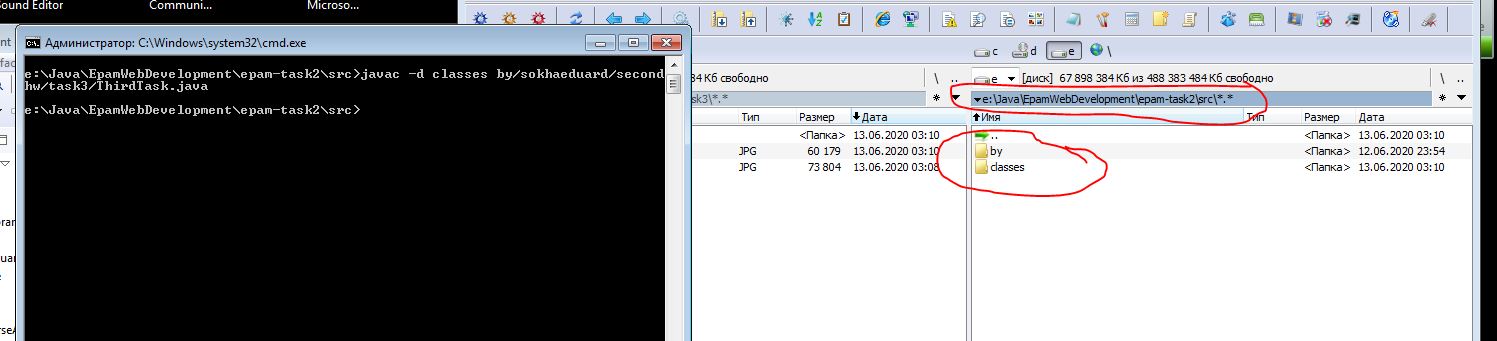 ound Editor
Communi...
Microso...
Администратор: C:\Windows\system32\cmd.exe
e:\Java\EpamWebDevelopment\epam-task2\src>javac -d classes by/sokhaeduard/second
hw/task3/ThirdTask.java
e:\Java\EpamWebDevelopment\epam-task2\src>
c d e \
484 Кб свободно \ ..
e [диск] 67 898 384 Кб из 488 383 484 Кб свободно \ ..
sk3\*.* *
e:\Java\EpamWebDevelopment\epam-task2\src\*.* *
Тип Размер Дата
Имя Тип Размер Дата
<Папка> 13.06.2020 03:10
.. <Папка> 13.06.2020 03:10
JPG 60 179 13.06.2020 03:10
by <Папка> 12.06.2020 23:54
JPG 73 804 13.06.2020 03:08
classes <Папка> 13.06.2020 03:10